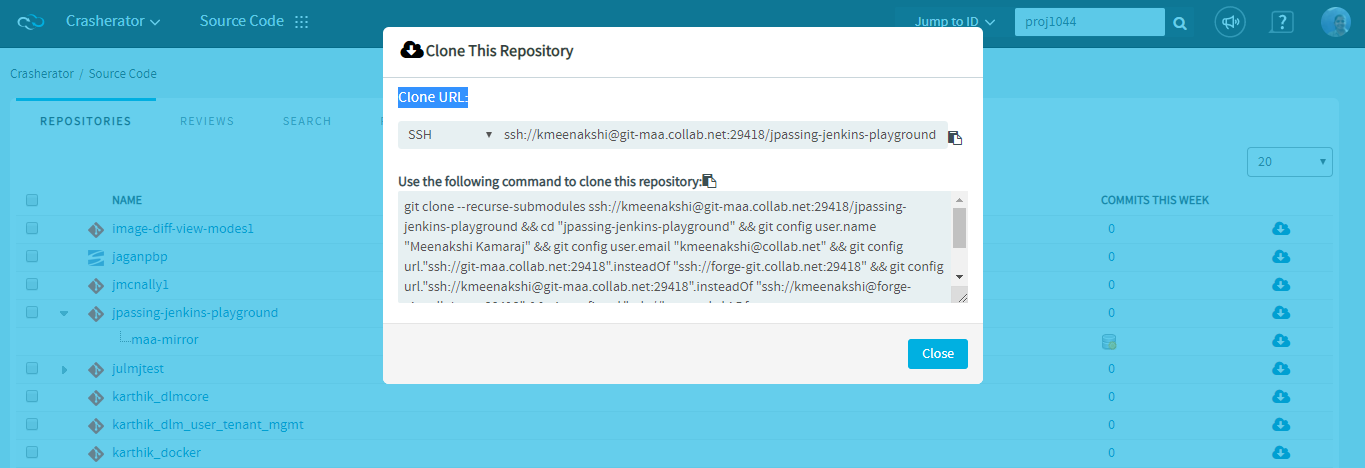 Crasherator
Source Code
Jump to ID
proj1044
Crasherator / Source Code
REPOSITORIES
REVIEWS
SEARCH
20
NAME
COMMITS THIS WEEK
image-diff-view-modes1
0
jaganpbp
0
jmcnally1
0
jpassing-jenkins-playground
0
maa-mirror
julmjtest
0
karthik_dlmcore
0
karthik_dlm_user_tenant_mgmt
0
karthik_docker
0
Clone This Repository
Clone URL:
SSH
ssh://kmeenakshi@git-maa.collab.net:29418/jpassing-jenkins-playground
Use the following command to clone this repository:
git clone --recurse-submodules ssh://kmeenakshi@git-maa.collab.net:29418/jpassing-
jenkins-playground && cd "jpassing-jenkins-playground" && git config user.name
"Meenakshi Kamaraj" && git config user.email "kmeenakshi@collab.net" && git config
url."ssh://git-maa.collab.net:29418".insteadOf "ssh://forge-git.collab.net:29418" && git config
url."ssh://kmeenakshi@git-maa.collab.net:29418".insteadOf "ssh://kmeenakshi@forge-
Close